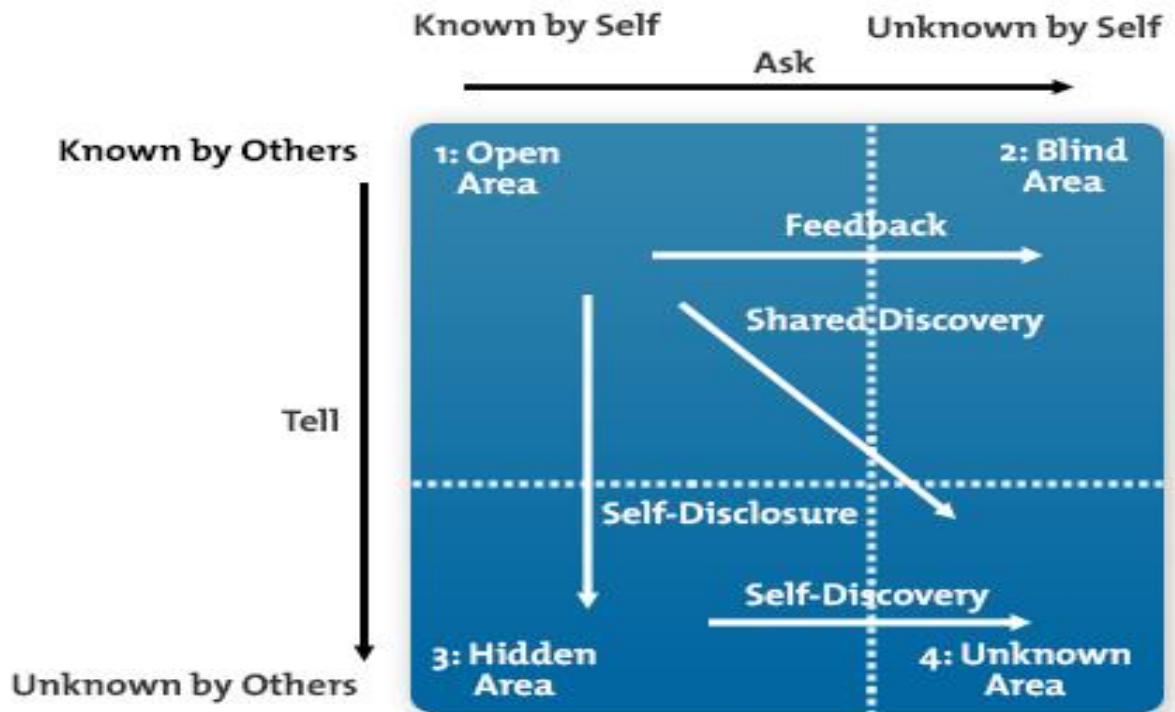 Known by Self
Unknown by Self
Ask
Known by Others
1: Open
Area
2: Blind
Area
Feedback
Shared Discovery
Tell
Self-Disclosure
Self-Discovery
3: Hidden
Area
4: Unknown
Area
Unknown by Others